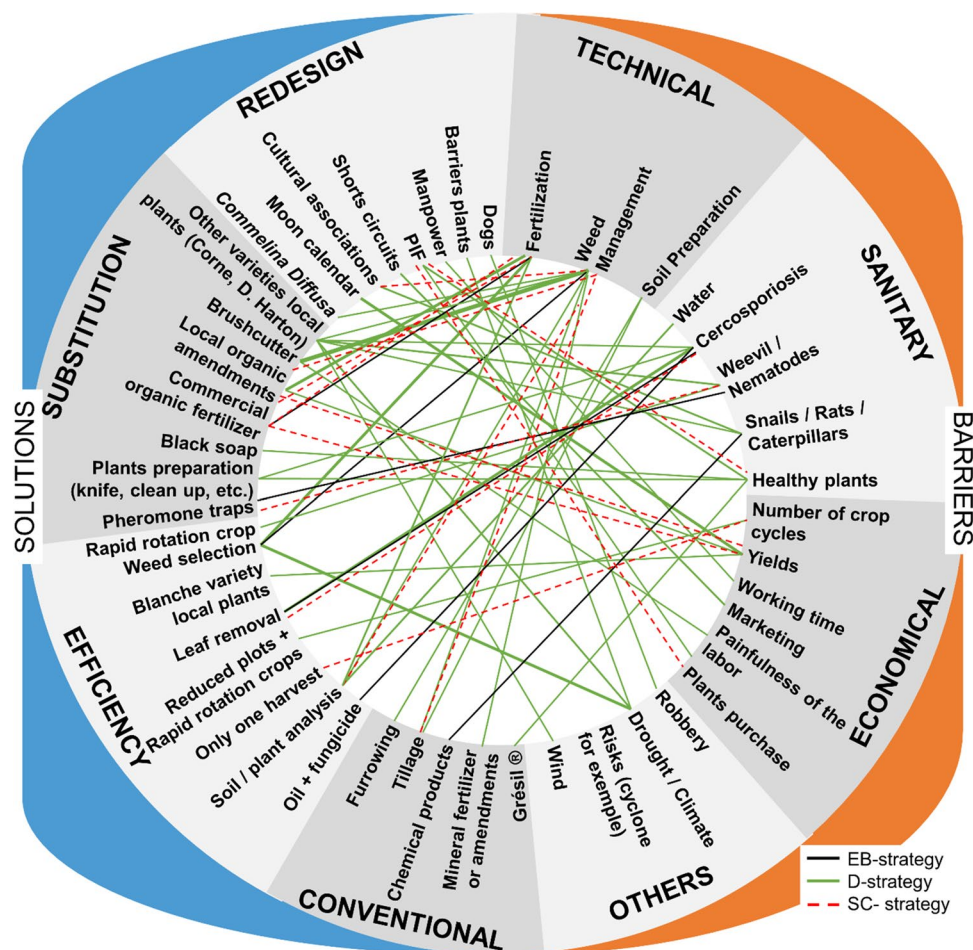 REDESIGN
Cultural associations
Moon calendar
Commelina Diffusa
Shorts circuits
PIF
Manpower
Barriers plants
Dogs
TECHNICAL
Fertilization
Weed
Management
Soil Preparation
SANITARY
Water
Cercosporiosis
Weevil /
Nematodes
Snails / Rats /
Caterpillars
Healthy plants
BARRIERS
ECONOMICAL
Number of crop
cycles
Yields
Working time
Marketing
Painfulness of the
labor
Plants purchase
OTHERS
Robbery
Drought / Climate
Risks (cyclone
for exemple)
Wind
CONVENTIONAL
Grésil ®
Mineral fertilizer
or amendments
Chemical products
Tillage
Furrowing
EFFICIENCY
Oil + fungicide
Soil / plant analysis
Only one harvest
Reduced plots +
Rapid rotation crops
Leaf removal
Blanche variety
local plants
Weed selection
Rapid rotation crop
SOLUTIONS
SUBSTITUTION
Other varieties local
plants (Corne, D. Harton)
Brushcutter
Local organic
amendments
Commercial
organic fertilizer
Black soap
Plants preparation
(knife, clean up, etc.)
Pheromone traps
EB-strategy
D-strategy
SC- strategy